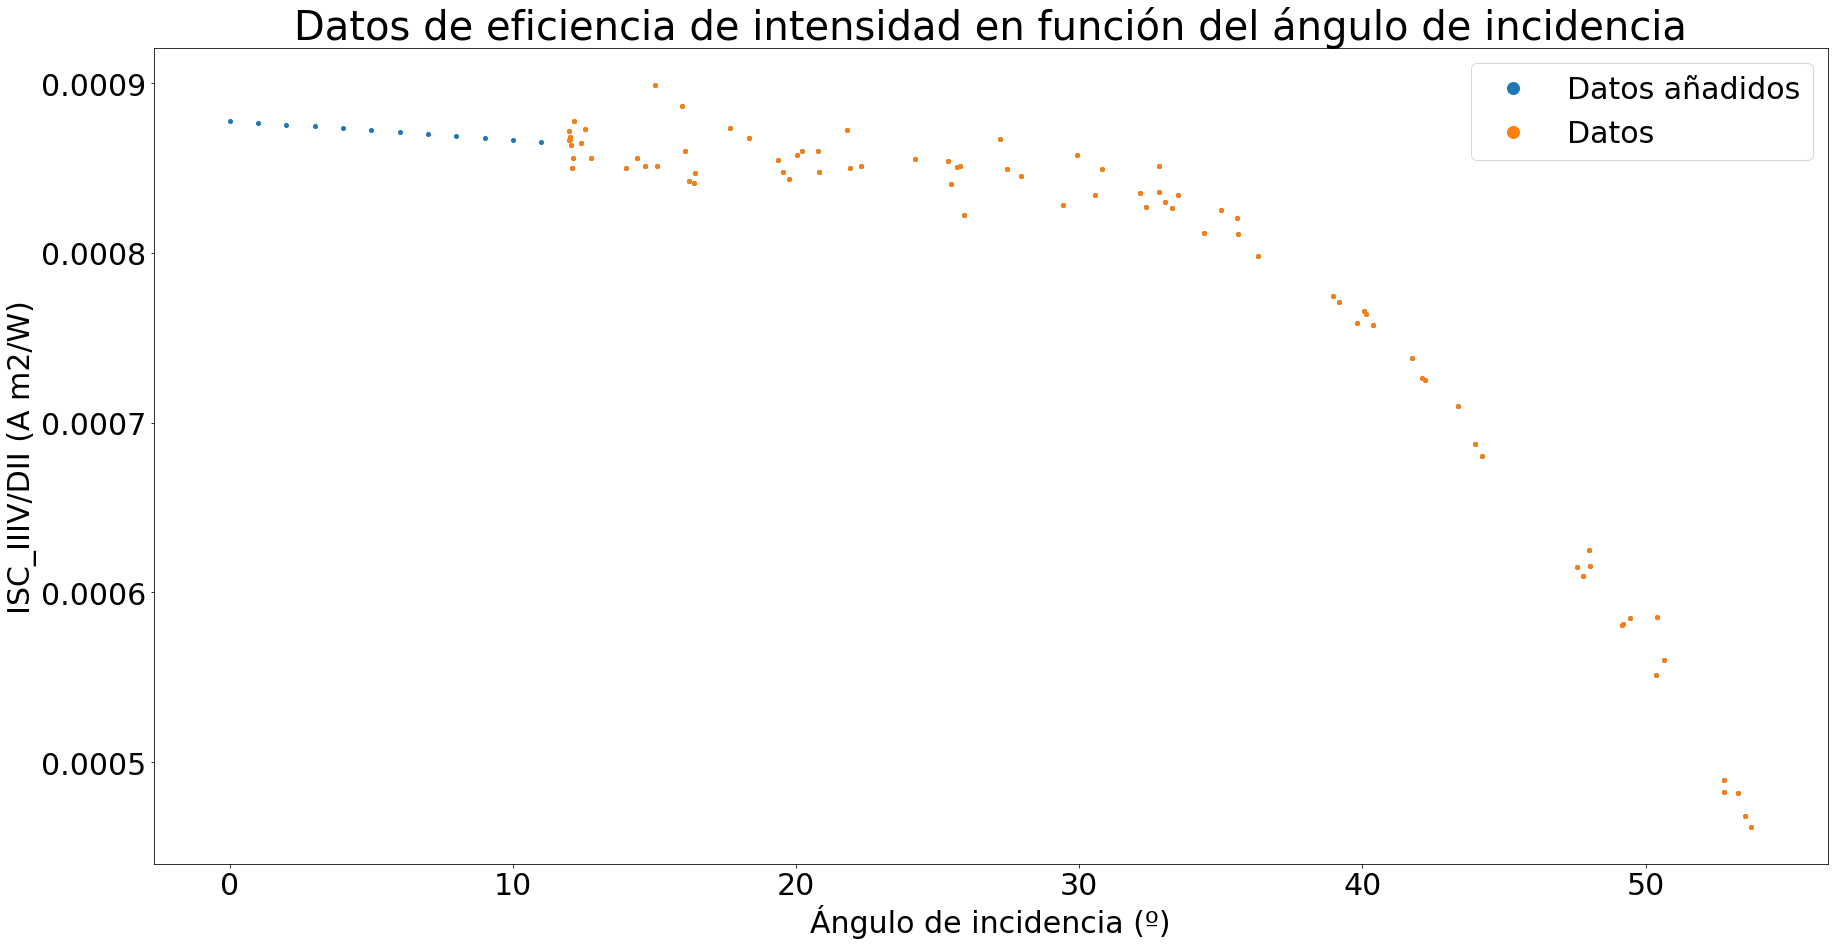 Datos de eficiencia de intensidad en función del ángulo de incidencia
Datos añadidos
Datos
0.0009
0.0008
0.0007
0.0006
0.0005
ISC_IIIV/DII (A m2/W)
0 10 20 30 40 50
Ángulo de incidencia (º)